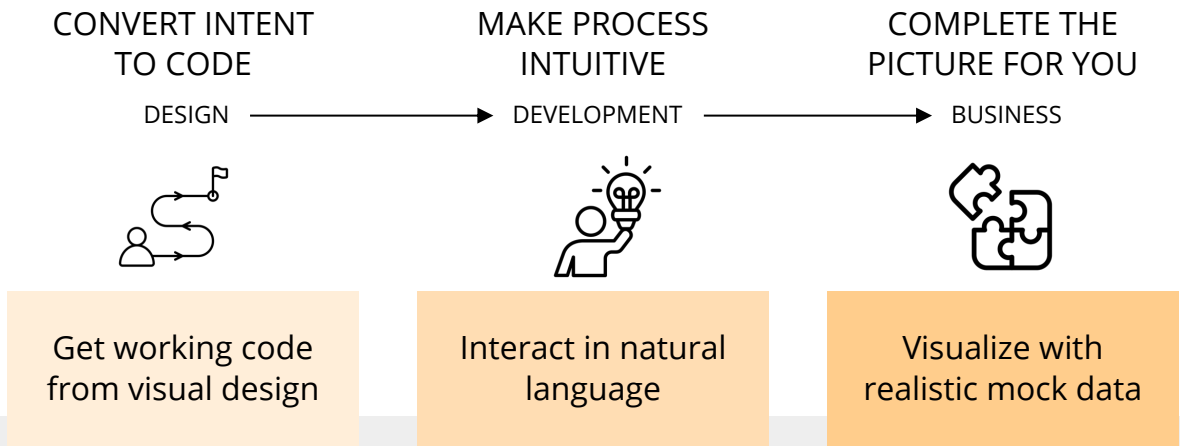 CONVERT INTENT
TO CODE
MAKE PROCESS
INTUITIVE
COMPLETE THE
PICTURE FOR YOU
DESIGN
DEVELOPMENT
BUSINESS
Get working code
from visual design
Interact in natural
language
Visualize with
realistic mock data